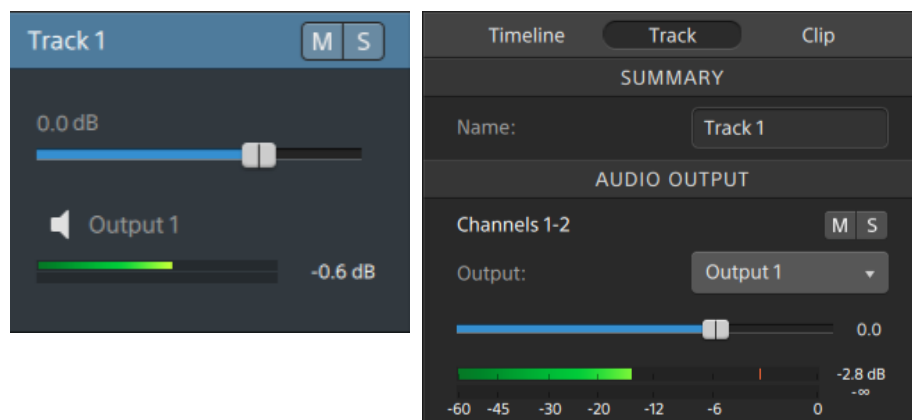 Track 1
M S
0.0 dB
Output 1
-0.6 dB
Timeline Track Clip
SUMMARY
Name: Track 1
AUDIO OUTPUT
Channels 1-2 M S
Output: Output 1
0.0
-2.8 dB
-∞
-60 -45 -30 -20 -12 -6 0